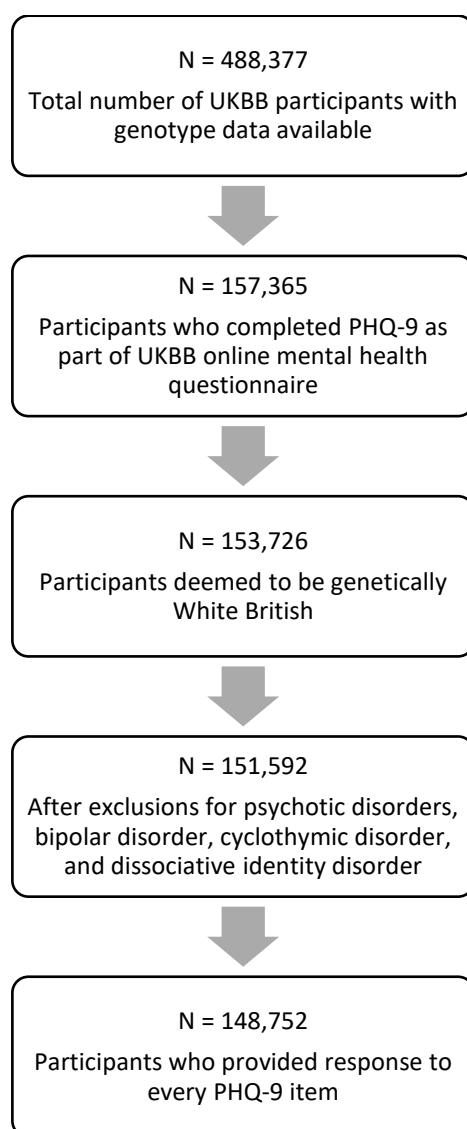 N = 488,377
Total number of UKBB participants with
genotype data available
N = 157,365
Participants who completed PHQ-9 as
part of UKBB online mental health
questionnaire
N = 153,726
Participants deemed to be genetically
White British
N = 151,592
After exclusions for psychotic disorders,
bipolar disorder, cyclothymic disorder,
and dissociative identity disorder
N = 148,752
Participants who provided response to
every PHQ-9 item